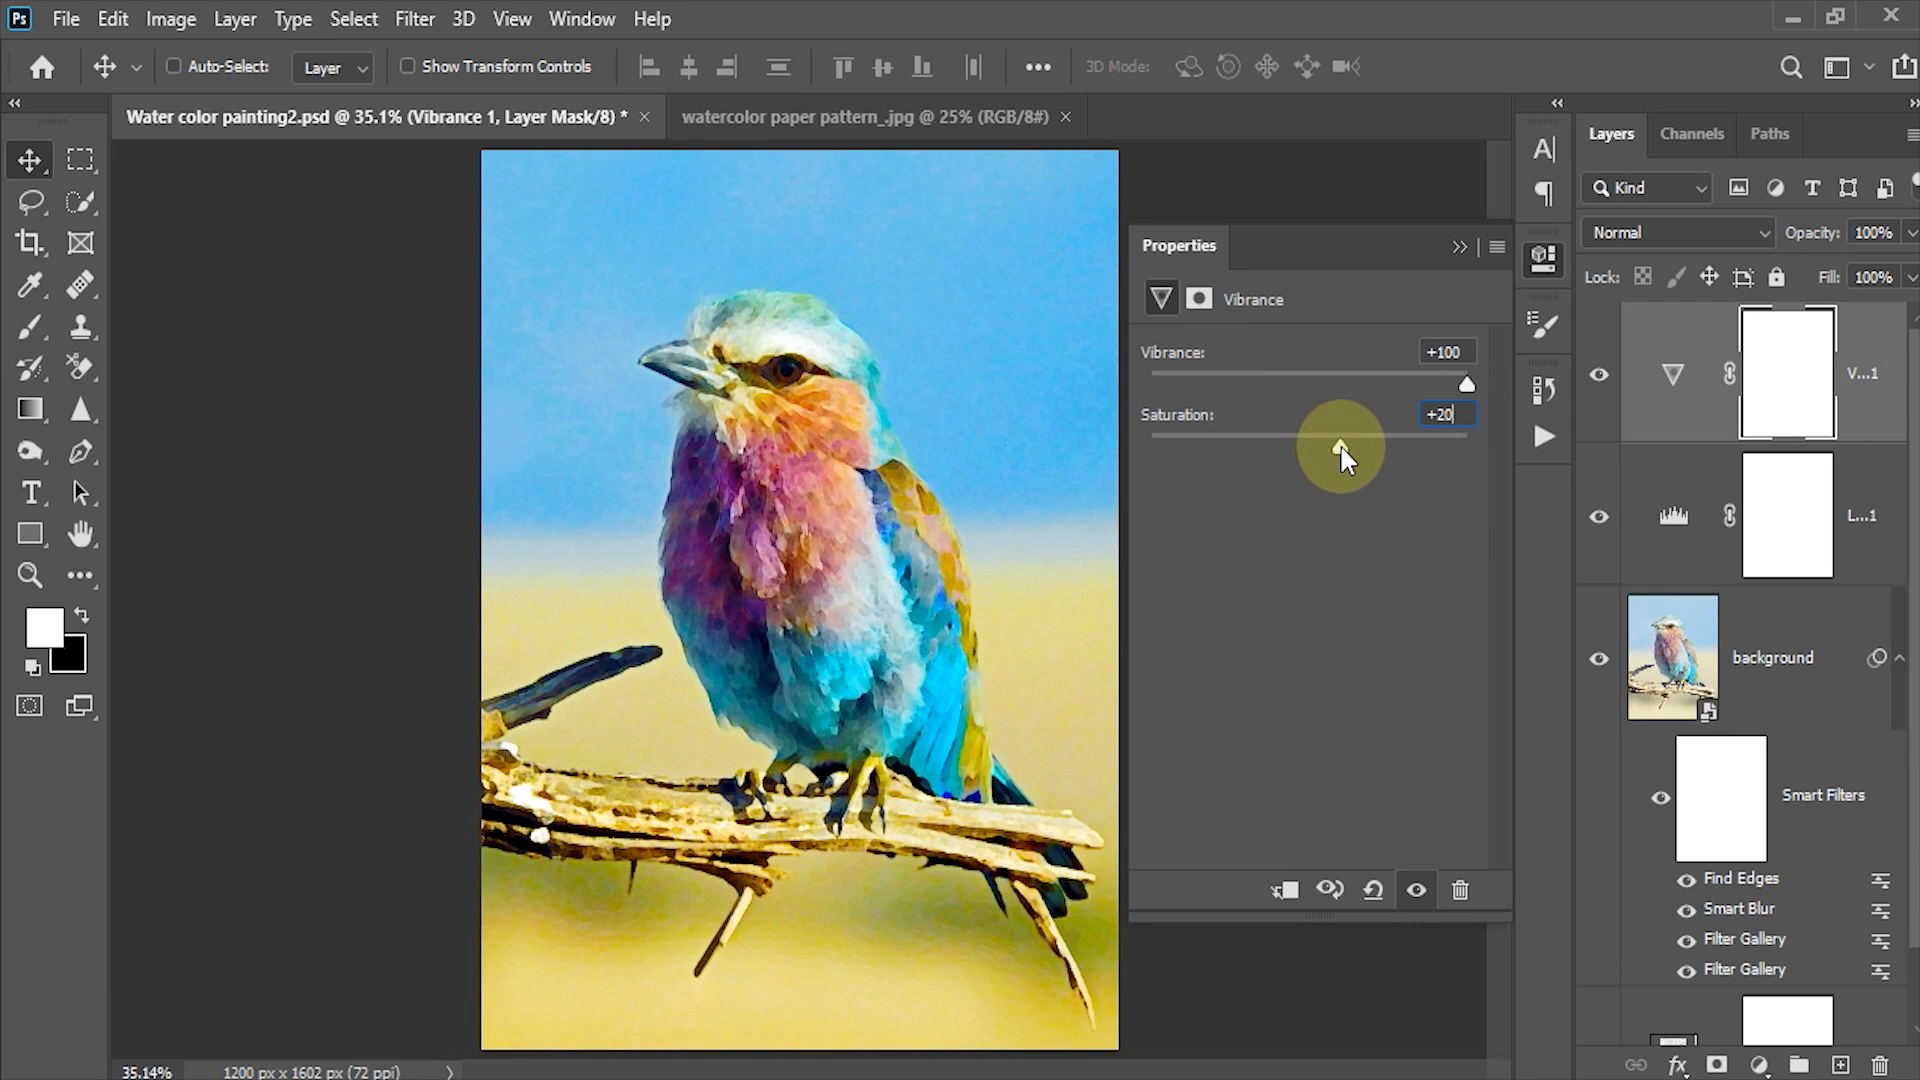 Ps File Edit Image Layer Type Select Filter 3D View Window Help
Auto-Select: Layer Show Transform Controls 3D Mode:
Water color painting2.psd @ 35.1% (Vibrance 1, Layer Mask/8) * × watercolor paper pattern_.jpg @ 25% (RGB/8#) ×
Layers Channels Paths
Kind
Normal Opacity: 100%
Lock: Fill: 100%
Properties
Vibrance
Vibrance: +100
Saturation: +20
V...1
L...1
background
Smart Filters
Find Edges
Smart Blur
Filter Gallery
Filter Gallery
35.14% 1200 px x 1602 px (72 ppi)